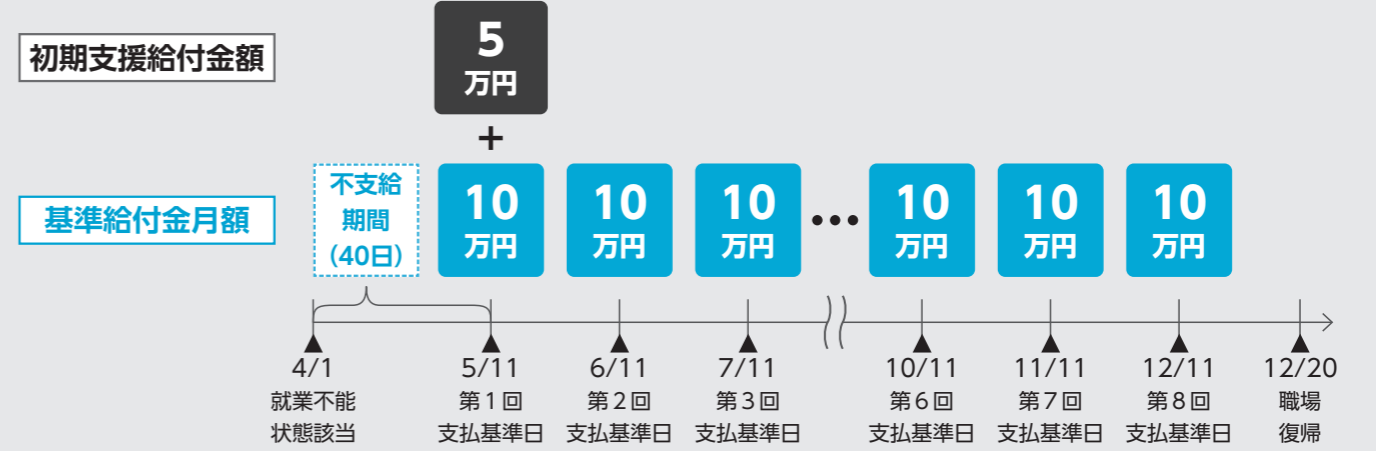 初期支援給付金額
5
万円
+
基準給付金月額
不支給
期間
（40日）
10
万円
10
万円
10
万円
•••
10
万円
10
万円
10
万円
4/1
就業不能
状態該当
5/11
第1回
支払基準日
6/11
第2回
支払基準日
7/11
第3回
支払基準日
10/11
第6回
支払基準日
11/11
第7回
支払基準日
12/11
第8回
支払基準日
12/20
職場
復帰